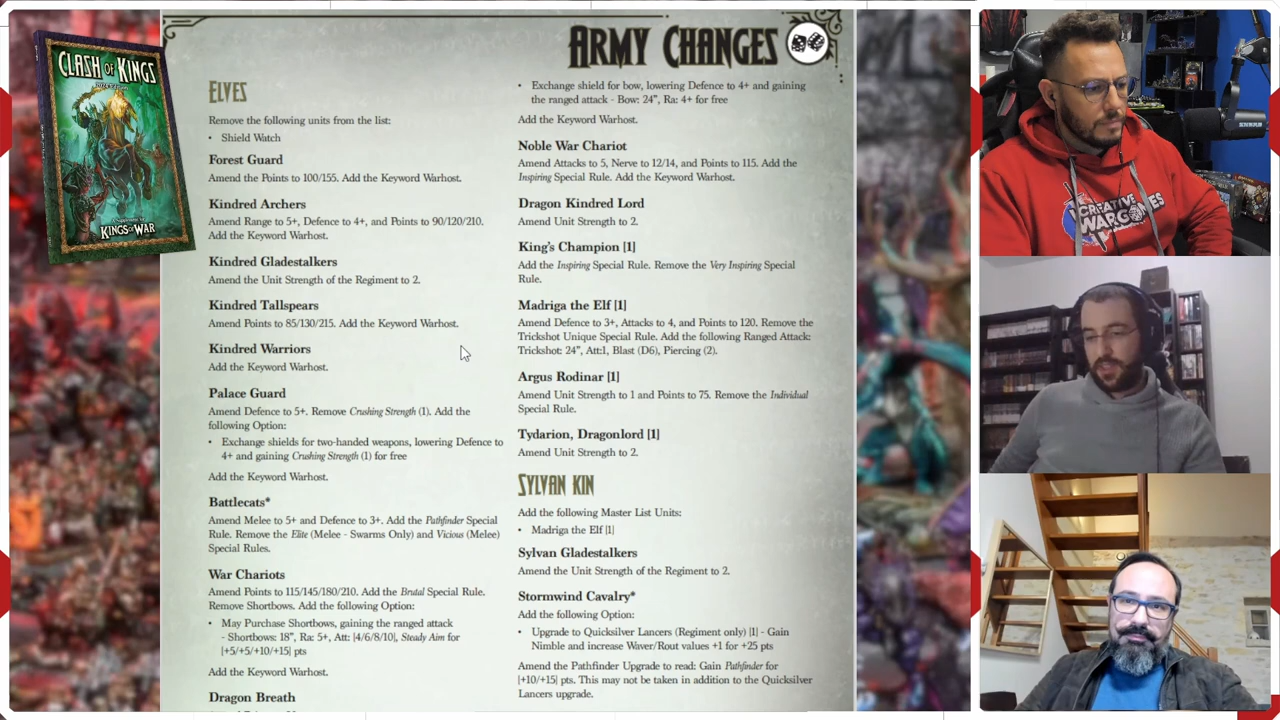 CLASH OF KINGS
KINGS OF WAR
ARMY CHANGES
ELVES
Remove the following units from the list:
• Shield Watch
Forest Guard
Amend the Points to 100/155. Add the Keyword Warhost.
Kindred Archers
Amend Range to 5+, Defence to 4+, and Points to 90/120/210.
Add the Keyword Warhost.
Kindred Gladestalkers
Amend the Unit Strength of the Regiment to 2.
Kindred Tallspears
Amend Points to 85/130/215. Add the Keyword Warhost.
Kindred Warriors
Add the Keyword Warhost.
Palace Guard
Amend Defence to 5+. Remove Crushing Strength (1). Add the
following Option:
• Exchange shields for two-handed weapons, lowering Defence to
4+ and gaining Crushing Strength (1) for free
Add the Keyword Warhost.
Battlecats*
Amend Melee to 5+ and Defence to 3+. Add the Pathfinder Special
Rule. Remove the Elite (Melee - Swarms Only) and Vicious (Melee)
Special Rules.
War Chariots
Amend Points to 115/145/180/210. Add the Brutal Special Rule.
Remove Shortbows. Add the following Option:
• May Purchase Shortbows, gaining the ranged attack
- Shortbows: 18", Ra: 5+, Att: [4/6/8/10], Steady Aim for
[+5/+5/+10/+15] pts
Add the Keyword Warhost.
Dragon Breath
• Exchange shield for bow, lowering Defence to 4+ and gaining
the ranged attack - Bow: 24", Ra: 4+ for free
Add the Keyword Warhost.
Noble War Chariot
Amend Attacks to 5, Nerve to 12/14, and Points to 115. Add the
Inspiring Special Rule. Add the Keyword Warhost.
Dragon Kindred Lord
Amend Unit Strength to 2.
King's Champion [1]
Add the Inspiring Special Rule. Remove the Very Inspiring Special
Rule.
Madriga the Elf [1]
Amend Defence to 3+, Attacks to 4, and Points to 120. Remove the
Trickshot Unique Special Rule. Add the following Ranged Attack:
Trickshot: 24", Att:1, Blast (D6), Piercing (2).
Argus Rodinar [1]
Amend Unit Strength to 1 and Points to 75. Remove the Individual
Special Rule.
Tydarion, Dragonlord [1]
Amend Unit Strength to 2.
SYLVAN KIN
Add the following Master List Units:
• Madriga the Elf [1]
Sylvan Gladestalkers
Amend the Unit Strength of the Regiment to 2.
Stormwind Cavalry*
Add the following Option:
• Upgrade to Quicksilver Lancers (Regiment only) [1] - Gain
Nimble and increase Waver/Rout values +1 for +25 pts
Amend the Pathfinder Upgrade to read: Gain Pathfinder for
[+10/+15] pts. This may not be taken in addition to the Quicksilver
Lancers upgrade.
CREATIVE
WARGAMES
SHURE